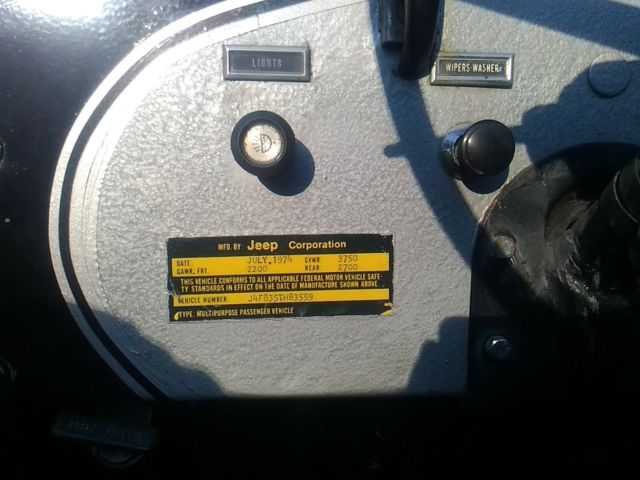 LIGHTS
WIPERS-WASHER
MFD. BY Jeep Corporation
DATE: JULY, 1974 GVWR 3750
GAWR, FRT. 2200 REAR 2700
THIS VEHICLE CONFORMS TO ALL APPLICABLE FEDERAL MOTOR VEHICLE SAFE-
TY STANDARDS IN EFFECT ON THE DATE OF MANUFACTURE SHOWN ABOVE.
VEHICLE NUMBER: J4F835TH83559
TYPE: MULTIPURPOSE PASSENGER VEHICLE
BRAKE RELEASE